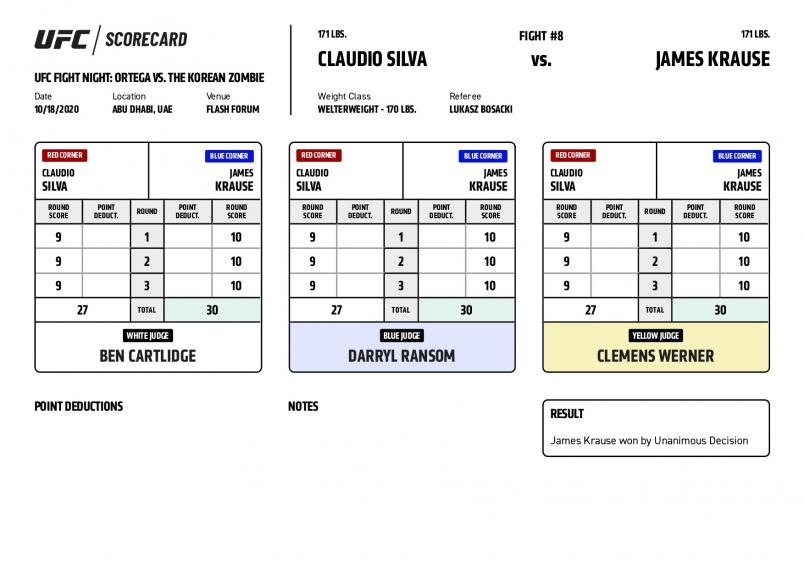 UFC / SCORECARD
UFC FIGHT NIGHT: ORTEGA VS. THE KOREAN ZOMBIE
Date Location Venue
10/18/2020 ABU DHABI, UAE FLASH FORUM
171 LBS. FIGHT #8 171 LBS.
CLAUDIO SILVA vs. JAMES KRAUSE
Weight Class Referee
WELTERWEIGHT - 170 LBS. LUKASZ BOSACKI
RED CORNER BLUE CORNER
CLAUDIO JAMES
SILVA KRAUSE
ROUND SCORE POINT DEDUCT. ROUND POINT DEDUCT. ROUND SCORE
9 1 10
9 2 10
9 3 10
27 TOTAL 30
WHITE JUDGE
BEN CARTLIDGE
RED CORNER BLUE CORNER
CLAUDIO JAMES
SILVA KRAUSE
ROUND SCORE POINT DEDUCT. ROUND POINT DEDUCT. ROUND SCORE
9 1 10
9 2 10
9 3 10
27 TOTAL 30
BLUE JUDGE
DARRYL RANSOM
RED CORNER BLUE CORNER
CLAUDIO JAMES
SILVA KRAUSE
ROUND SCORE POINT DEDUCT. ROUND POINT DEDUCT. ROUND SCORE
9 1 10
9 2 10
9 3 10
27 TOTAL 30
YELLOW JUDGE
CLEMENS WERNER
POINT DEDUCTIONS
NOTES
RESULT
James Krause won by Unanimous Decision